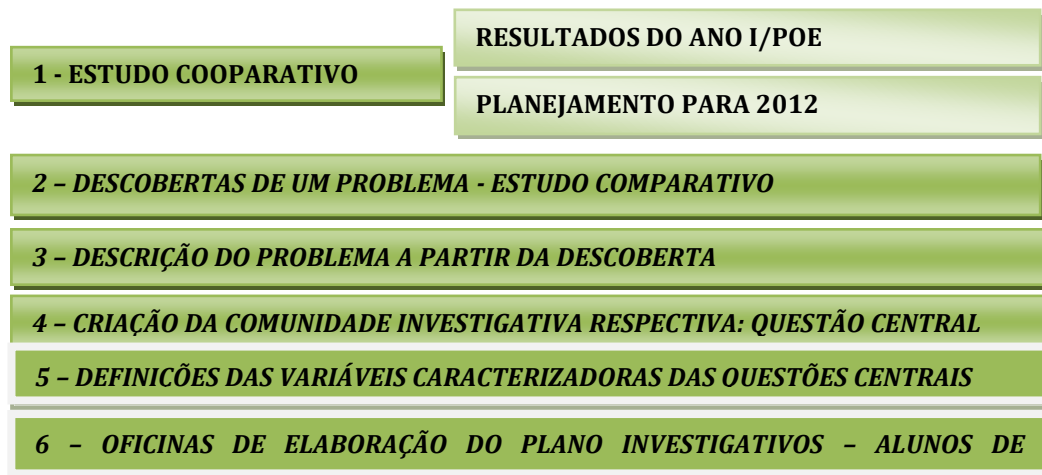 RESULTADOS DO ANO I/POE
1 - ESTUDO COOPARATIVO
PLANEJAMENTO PARA 2012
2 – DESCOBERTAS DE UM PROBLEMA - ESTUDO COMPARATIVO
3 – DESCRIÇÃO DO PROBLEMA A PARTIR DA DESCOBERTA
4 – CRIAÇÃO DA COMUNIDADE INVESTIGATIVA RESPECTIVA: QUESTÃO CENTRAL
5 – DEFINICÕES DAS VARIÁVEIS CARACTERIZADORAS DAS QUESTÕES CENTRAIS
6 – OFICINAS DE ELABORAÇÃO DO PLANO INVESTIGATIVOS – ALUNOS DE